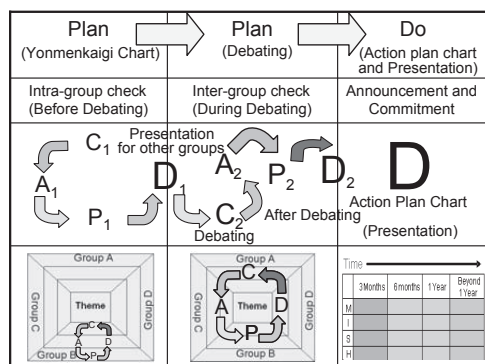 Plan
(Yonmenkaigi Chart)
Plan
(Debating)
Do
(Action plan chart
and Presentation)
Intra-group check
(Before Debating)
Inter-group check
(During Debating)
Announcement and
Commitment
C1
Presentation
for other groups
A1
P1
D1
A2
P2
D2
C2
After Debating
Debating
D
Action Plan Chart
(Presentation)
Group A
Group C
Group D
Group B
Theme
C
A
D
P
Group A
Group C
Group D
Group B
Theme
C
A
D
P
Time
3Months
6months
1Year
Beyond
1Year
M
I
S
H